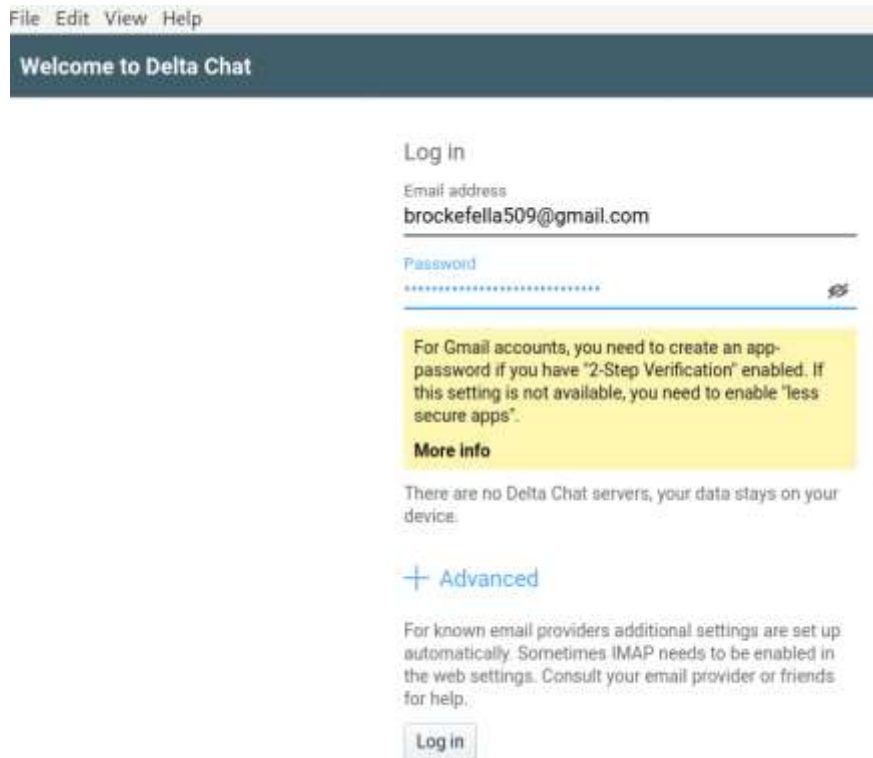 File Edit View Help
Welcome to Delta Chat
Log in
Email address
brockefella509@gmail.com
Password
For Gmail accounts, you need to create an app-
password if you have "2-Step Verification" enabled. If
this setting is not available, you need to enable "less
secure apps".
More info
There are no Delta Chat servers, your data stays on your
device.
+ Advanced
For known email providers additional settings are set up
automatically. Sometimes IMAP needs to be enabled in
the web settings. Consult your email provider or friends
for help.
Log in